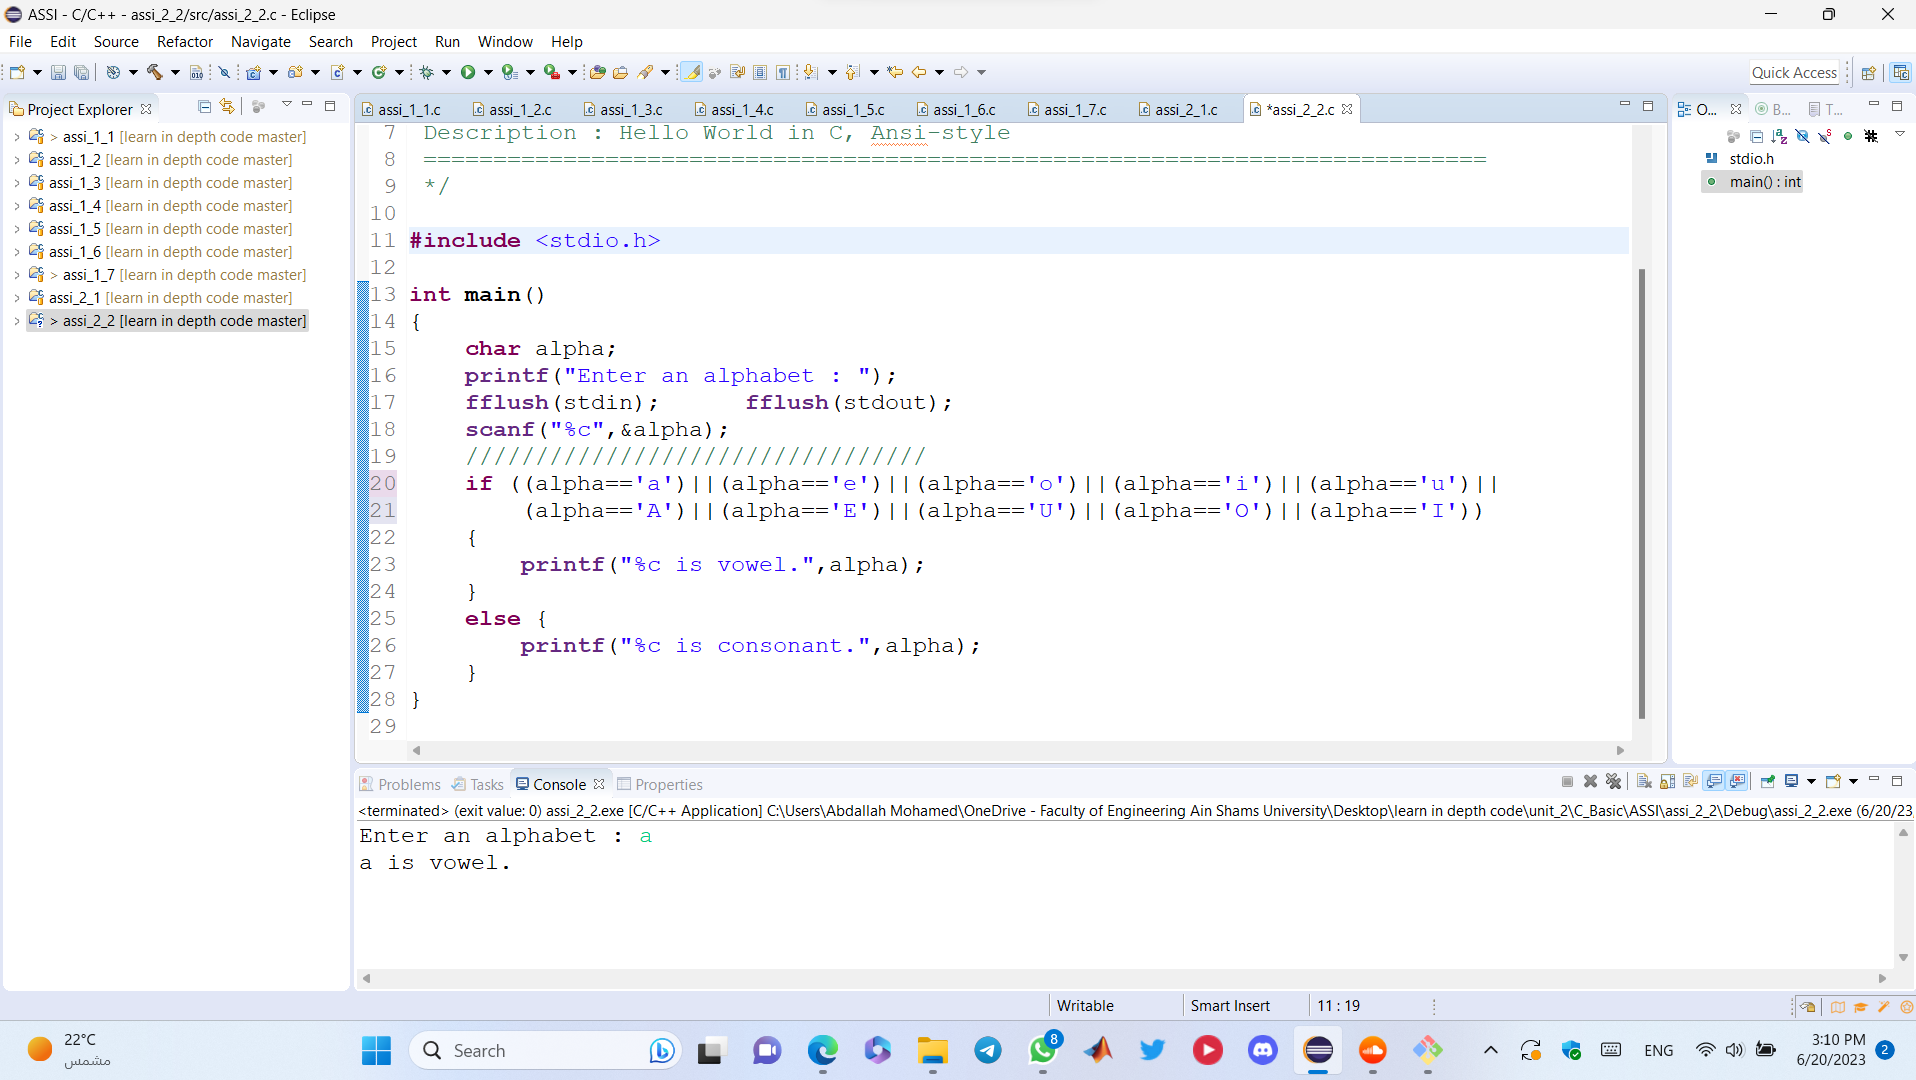 ASSI - C/C++ - assi_2_2/src/assi_2_2.c - Eclipse
File Edit Source Refactor Navigate Search Project Run Window Help
Quick Access
Project Explorer
> assi_1_1 [learn in depth code master]
assi_1_2 [learn in depth code master]
assi_1_3 [learn in depth code master]
assi_1_4 [learn in depth code master]
assi_1_5 [learn in depth code master]
assi_1_6 [learn in depth code master]
> assi_1_7 [learn in depth code master]
assi_2_1 [learn in depth code master]
> assi_2_2 [learn in depth code master]
assi_1_1.c assi_1_2.c assi_1_3.c assi_1_4.c assi_1_5.c assi_1_6.c assi_1_7.c assi_2_1.c *assi_2_2.c
7 Description : Hello World in C, Ansi-style
8 ============================================================================
9 */
10
11 #include <stdio.h>
12
13 int main()
14 {
15 char alpha;
16 printf("Enter an alphabet : ");
17 fflush(stdin); fflush(stdout);
18 scanf("%c",&alpha);
19 /////////////////////////////////
20 if ((alpha=='a')||(alpha=='e')||(alpha=='o')||(alpha=='i')||(alpha=='u')||
21 (alpha=='A')||(alpha=='E')||(alpha=='U')||(alpha=='O')||(alpha=='I'))
22 {
23 printf("%c is vowel.",alpha);
24 }
25 else {
26 printf("%c is consonant.",alpha);
27 }
28 }
29
O... B... T...
stdio.h
main() : int
Problems Tasks Console Properties
<terminated> (exit value: 0) assi_2_2.exe [C/C++ Application] C:\Users\Abdallah Mohamed\OneDrive - Faculty of Engineering Ain Shams University\Desktop\learn in depth code\unit_2\C_Basic\ASSI\assi_2_2\Debug\assi_2_2.exe (6/20/23
Enter an alphabet : a
a is vowel.
Writable Smart Insert 11 : 19
22°C
مشمس
Search
8
ENG
3:10 PM
6/20/2023
2